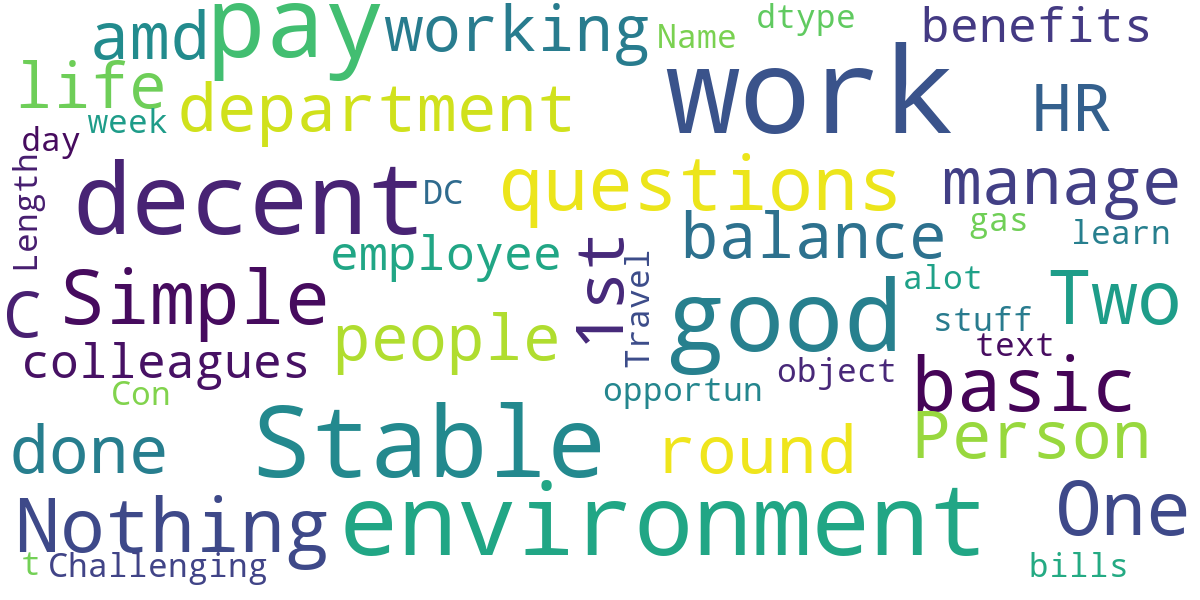 amd
pay
working
Name
dtype
benefits
life
week
department
work
HR
day
Length
decent
DC
questions
manage
employee
1st
Travel
balance
gas
learn
C
Simple
people
good
alot
Two
stuff
text
colleagues
object
basic
Con
opportun
done
Stable
round
Person
Nothing
environment
One
t
Challenging
bills